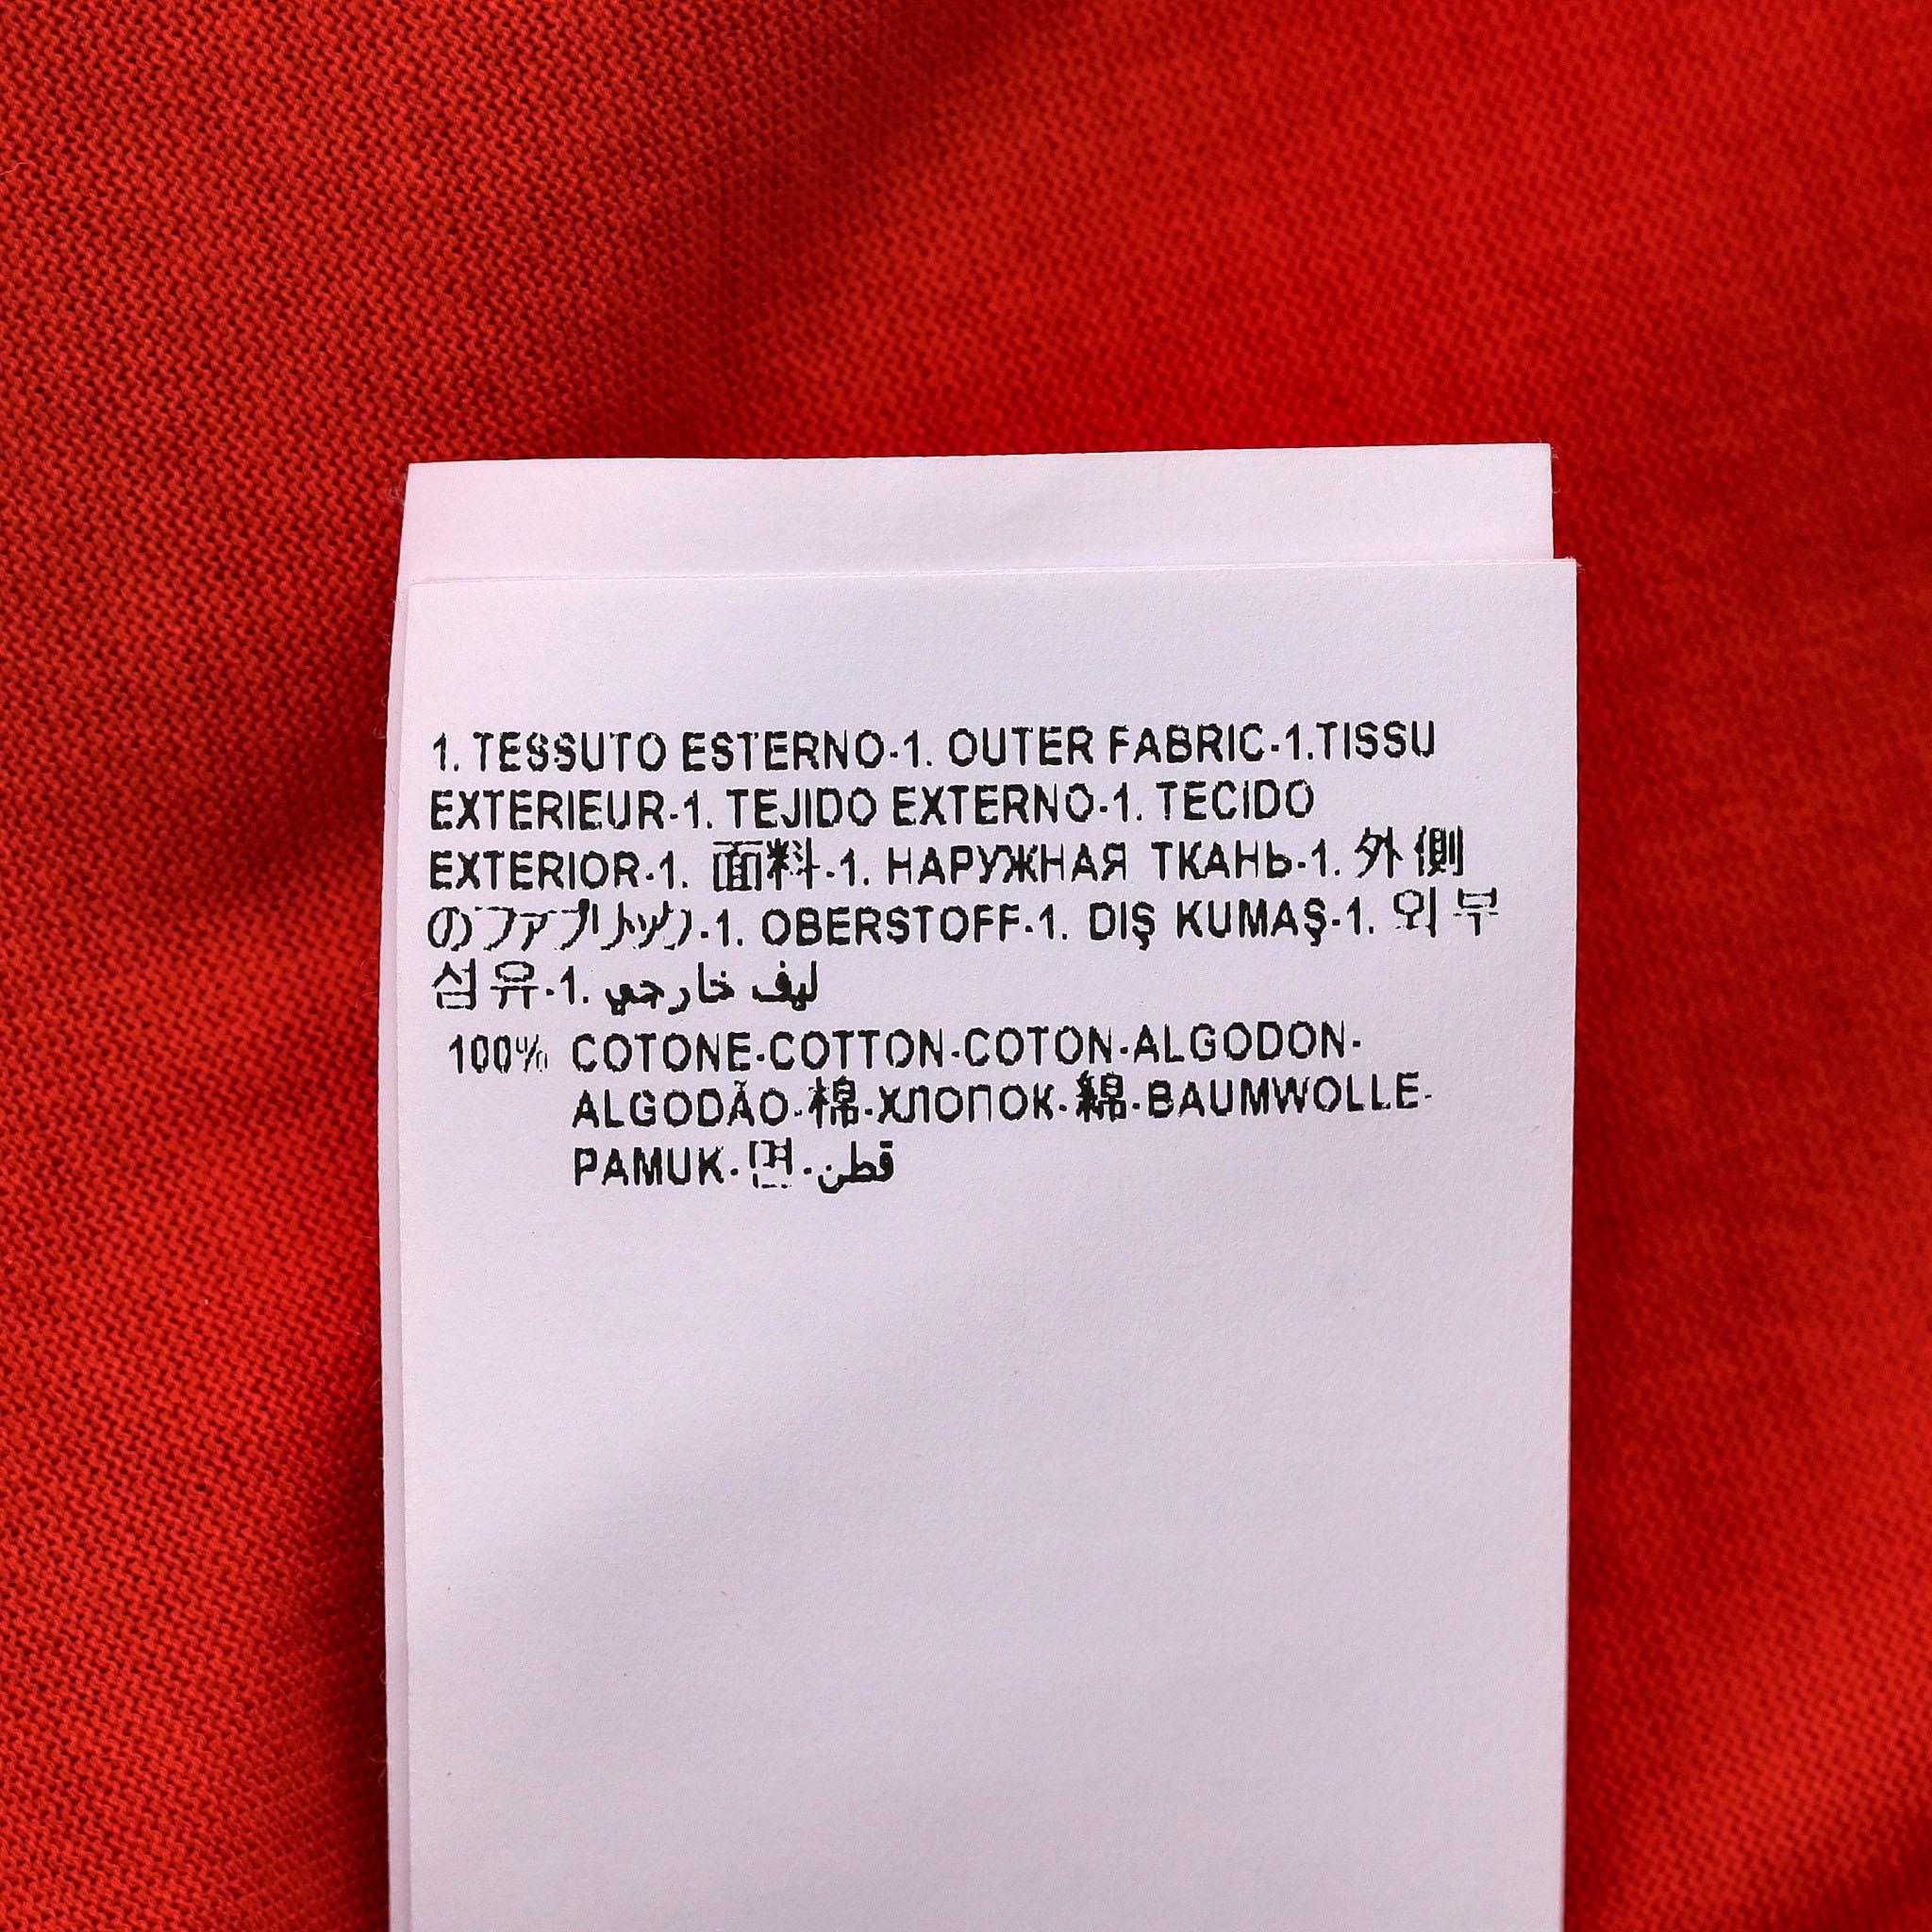 1. TESSUTO ESTERNO-1. OUTER FABRIC-1.TISSU
EXTERIEUR-1. TEJIDO EXTERNO-1. TECIDO
EXTERIOR-1. 面料-1. НАРУЖНАЯ ТКАНЬ-1. 外側
のファブリック-1. OBERSTOFF-1. DIŞ KUMAŞ-1. 외부
섬유-1. ليف خارجي
100% COTONE-COTTON-COTON-ALGODON-
ALGODÃO-棉-ХЛОПОК-綿-BAUMWOLLE-
PAMUK-면-قطن